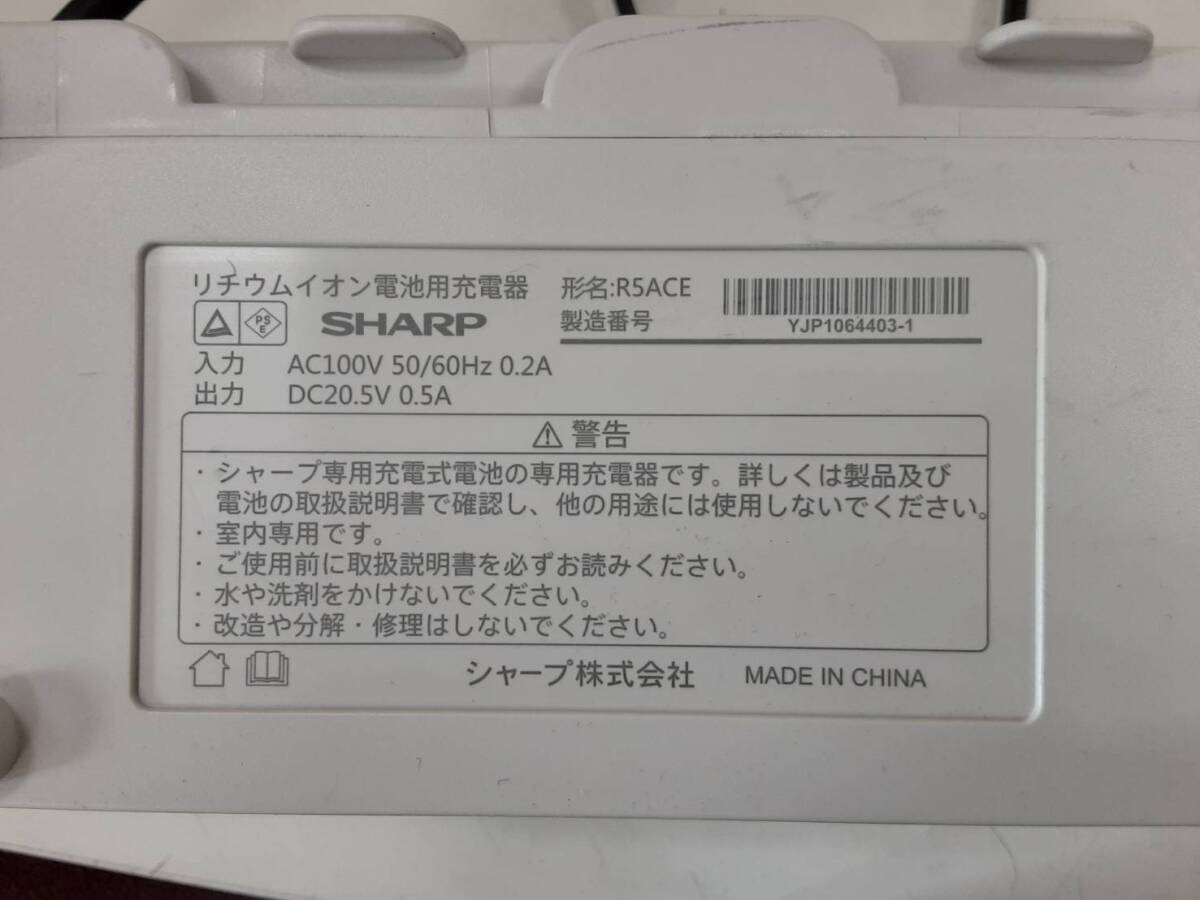 リチウムイオン電池用充電器 形名:R5ACE
PS
E
SHARP 製造番号 YJP1064403-1
入力 AC100V 50/60Hz 0.2A
出力 DC20.5V 0.5A
⚠ 警告
・シャープ専用充電式電池の専用充電器です。詳しくは製品及び
電池の取扱説明書で確認し、他の用途には使用しないでください。
・室内専用です。
・ご使用前に取扱説明書を必ずお読みください。
・水や洗剤をかけないでください。
・改造や分解・修理はしないでください。
シャープ株式会社 MADE IN CHINA